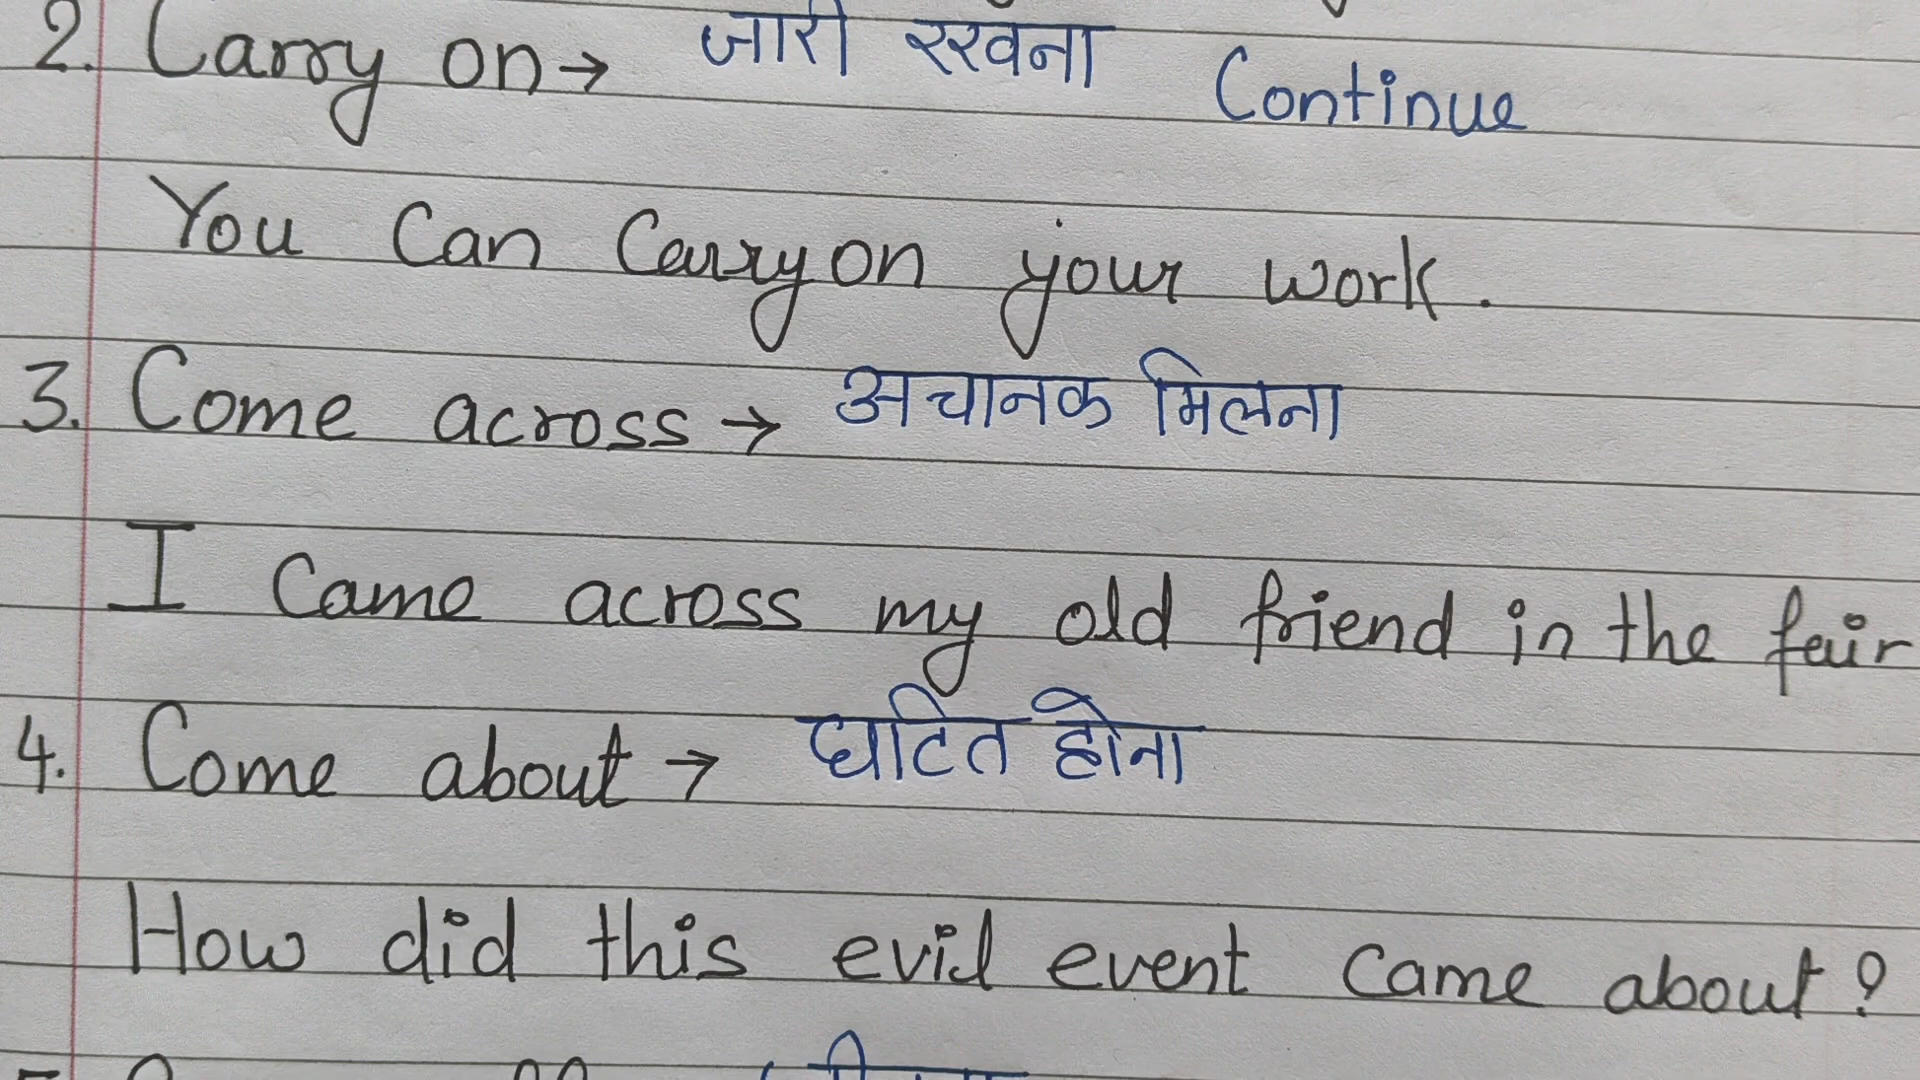 2. Carry on → जारी रखना Continue
You Can Carry on your work.
3. Come across → अचानक मिलना
I Came across my old friend in the fair
4. Come about → घटित होना
How did this evil event came about?